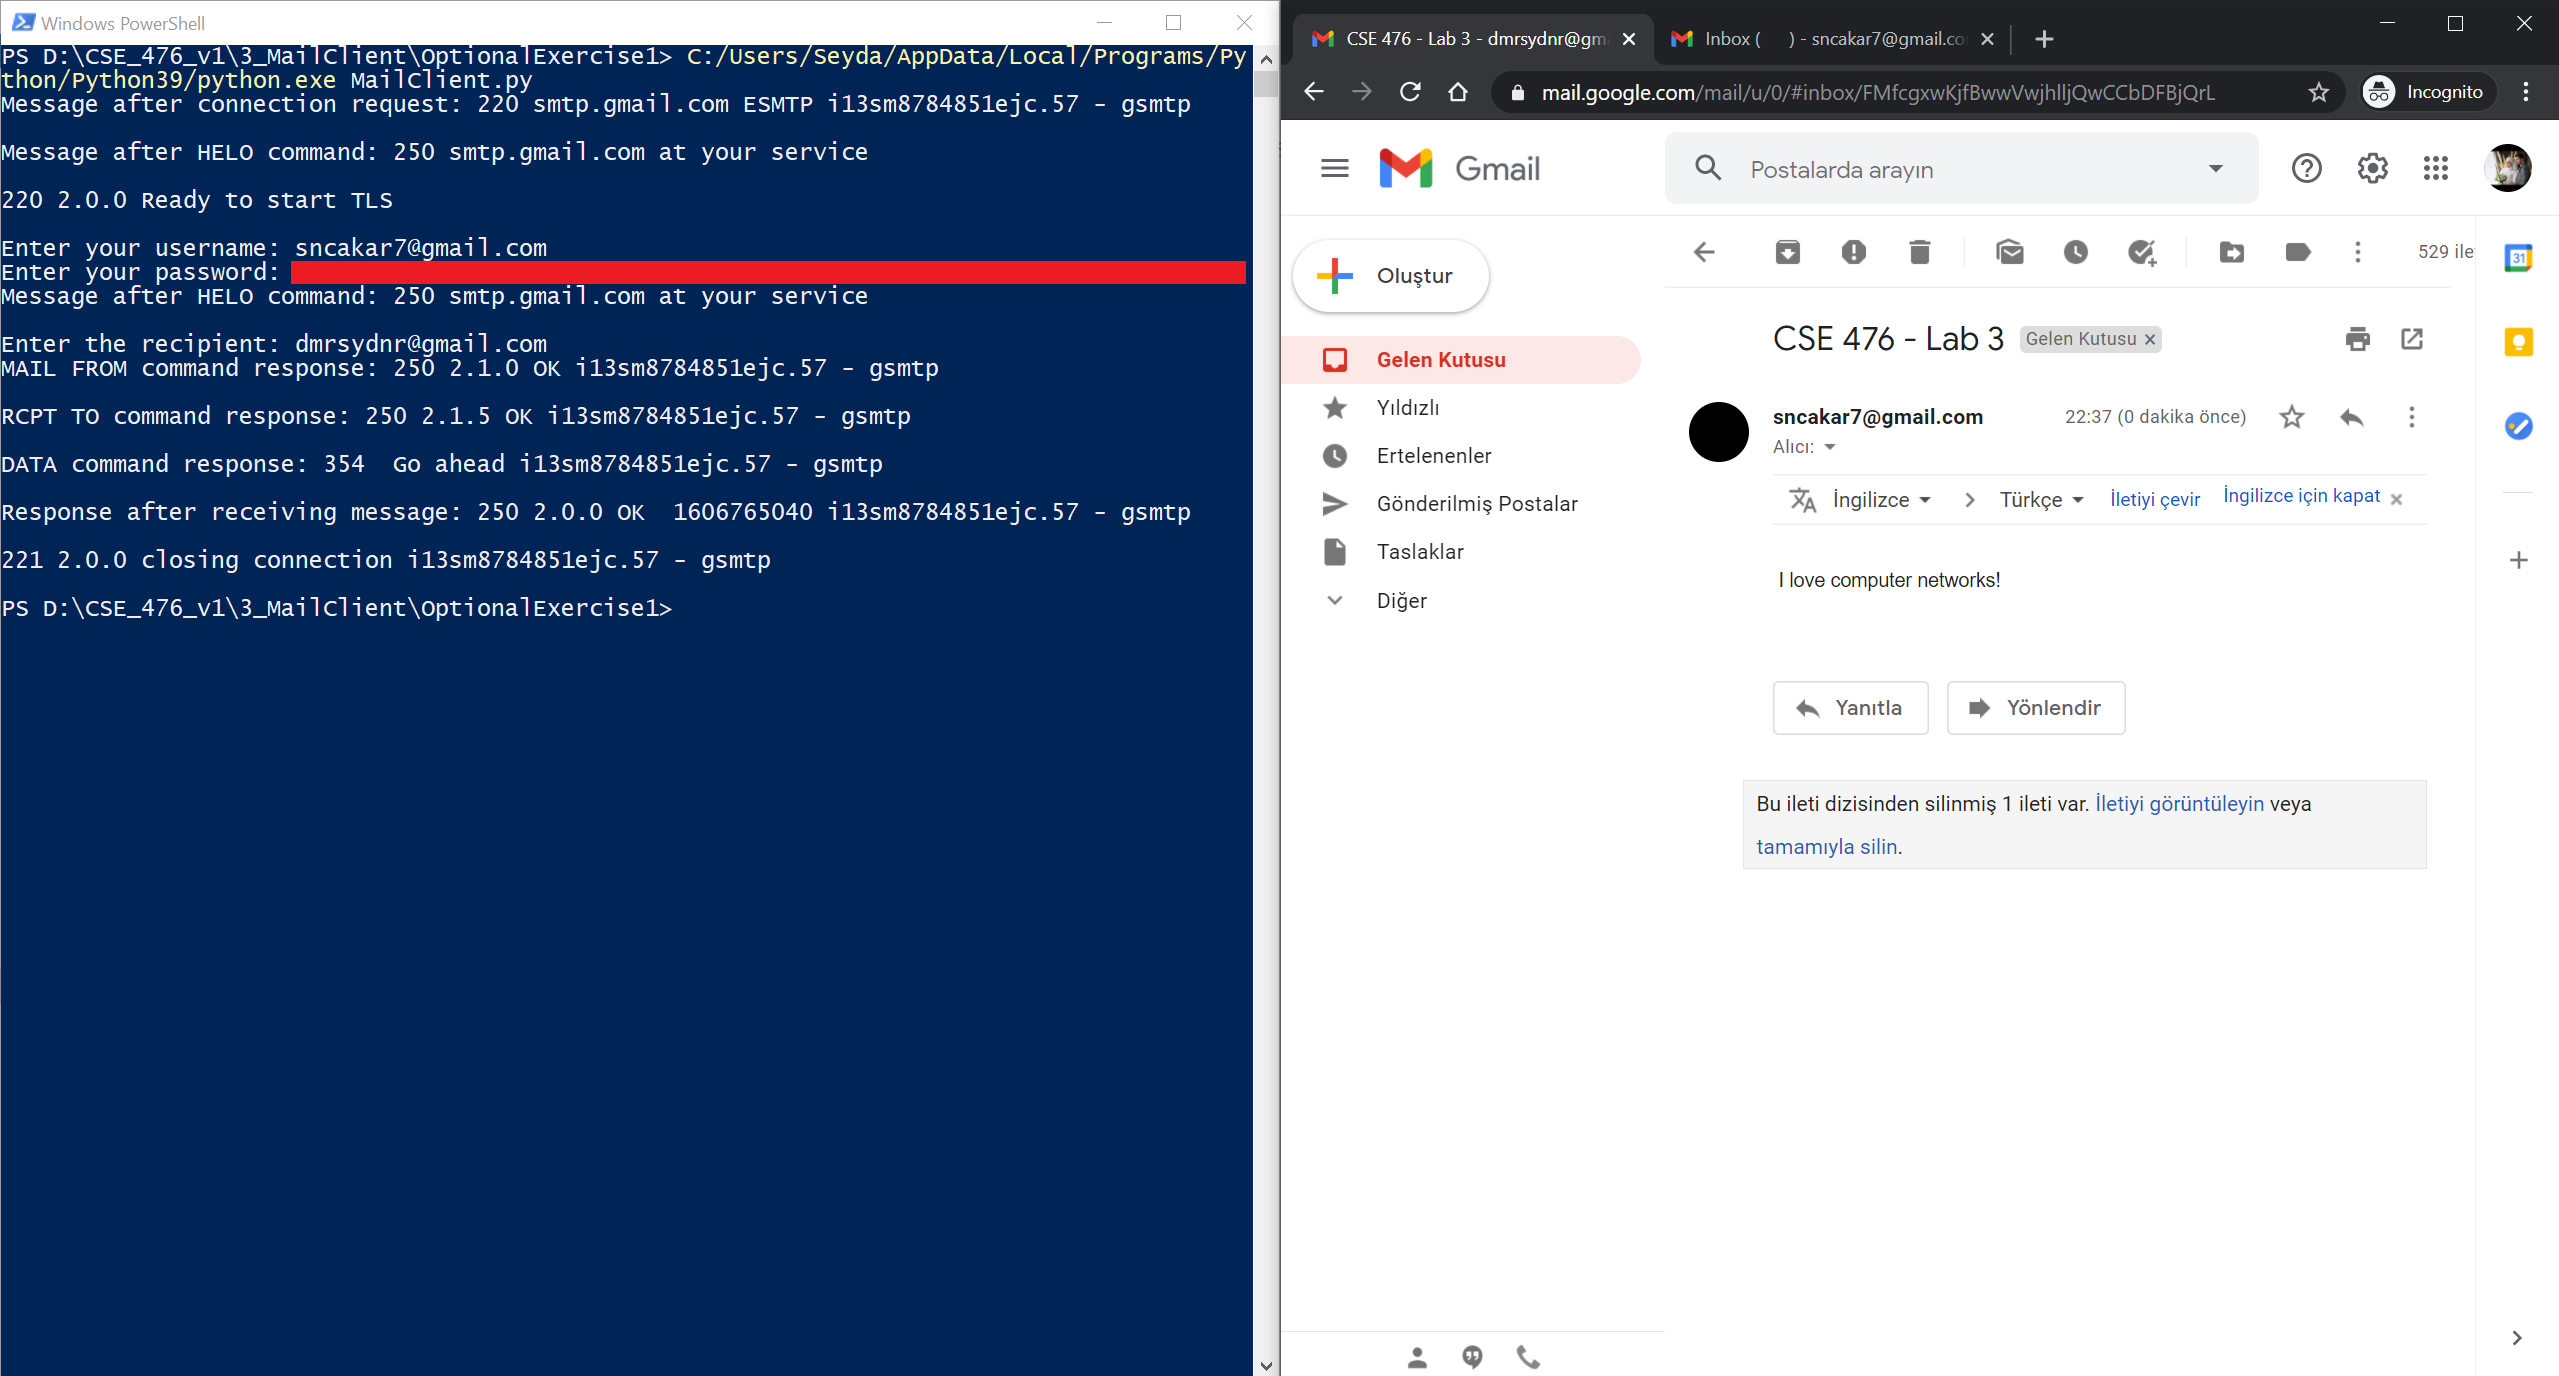 Windows PowerShell
PS D:\CSE_476_v1\3_MailClient\OptionalExercise1> C:/Users/Seyda/AppData/Local/Programs/Py
thon/Python39/python.exe MailClient.py
Message after connection request: 220 smtp.gmail.com ESMTP i13sm8784851ejc.57 - gsmtp
Message after HELO command: 250 smtp.gmail.com at your service
220 2.0.0 Ready to start TLS
Enter your username: sncakar7@gmail.com
Enter your password:
Message after HELO command: 250 smtp.gmail.com at your service
Enter the recipient: dmrsydnr@gmail.com
MAIL FROM command response: 250 2.1.0 OK i13sm8784851ejc.57 - gsmtp
RCPT TO command response: 250 2.1.5 OK i13sm8784851ejc.57 - gsmtp
DATA command response: 354  Go ahead i13sm8784851ejc.57 - gsmtp
Response after receiving message: 250 2.0.0 OK  1606765040 i13sm8784851ejc.57 - gsmtp
221 2.0.0 closing connection i13sm8784851ejc.57 - gsmtp
PS D:\CSE_476_v1\3_MailClient\OptionalExercise1>
CSE 476 - Lab 3 - dmrsydnr@gm
Inbox (     ) - sncakar7@gmail.co
mail.google.com/mail/u/0/#inbox/FMfcgxwKjfBwwVwjhlljQwCCbDFBjQrL
Incognito
Gmail
Postalarda arayın
Oluştur
529 ile
31
Gelen Kutusu
Yıldızlı
Ertelenenler
Gönderilmiş Postalar
Taslaklar
Diğer
CSE 476 - Lab 3
Gelen Kutusu ×
sncakar7@gmail.com
22:37 (0 dakika önce)
Alıcı:
İngilizce
Türkçe
İletiyi çevir
İngilizce için kapat ×
I love computer networks!
Yanıtla
Yönlendir
Bu ileti dizisinden silinmiş 1 ileti var. İletiyi görüntüleyin veya
tamamıyla silin.